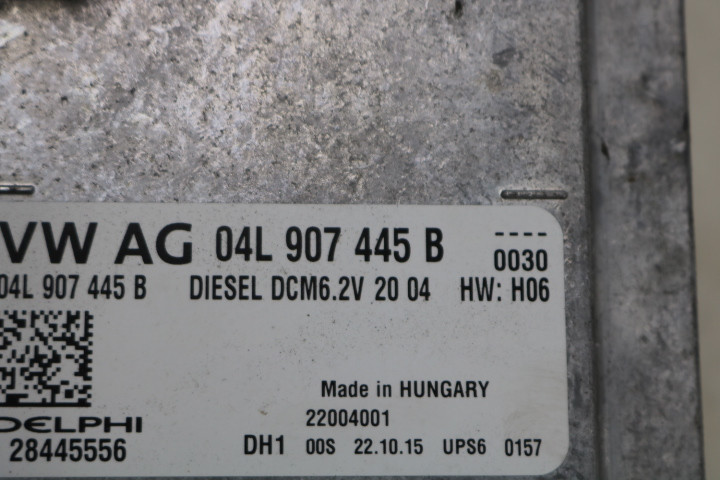 VW AG 04L 907 445 B ----
0030
04L 907 445 B DIESEL DCM6.2V 20 04 HW: H06
Made in HUNGARY
DELPHI 22004001
28445556 DH1 00S 22.10.15 UPS6 0157